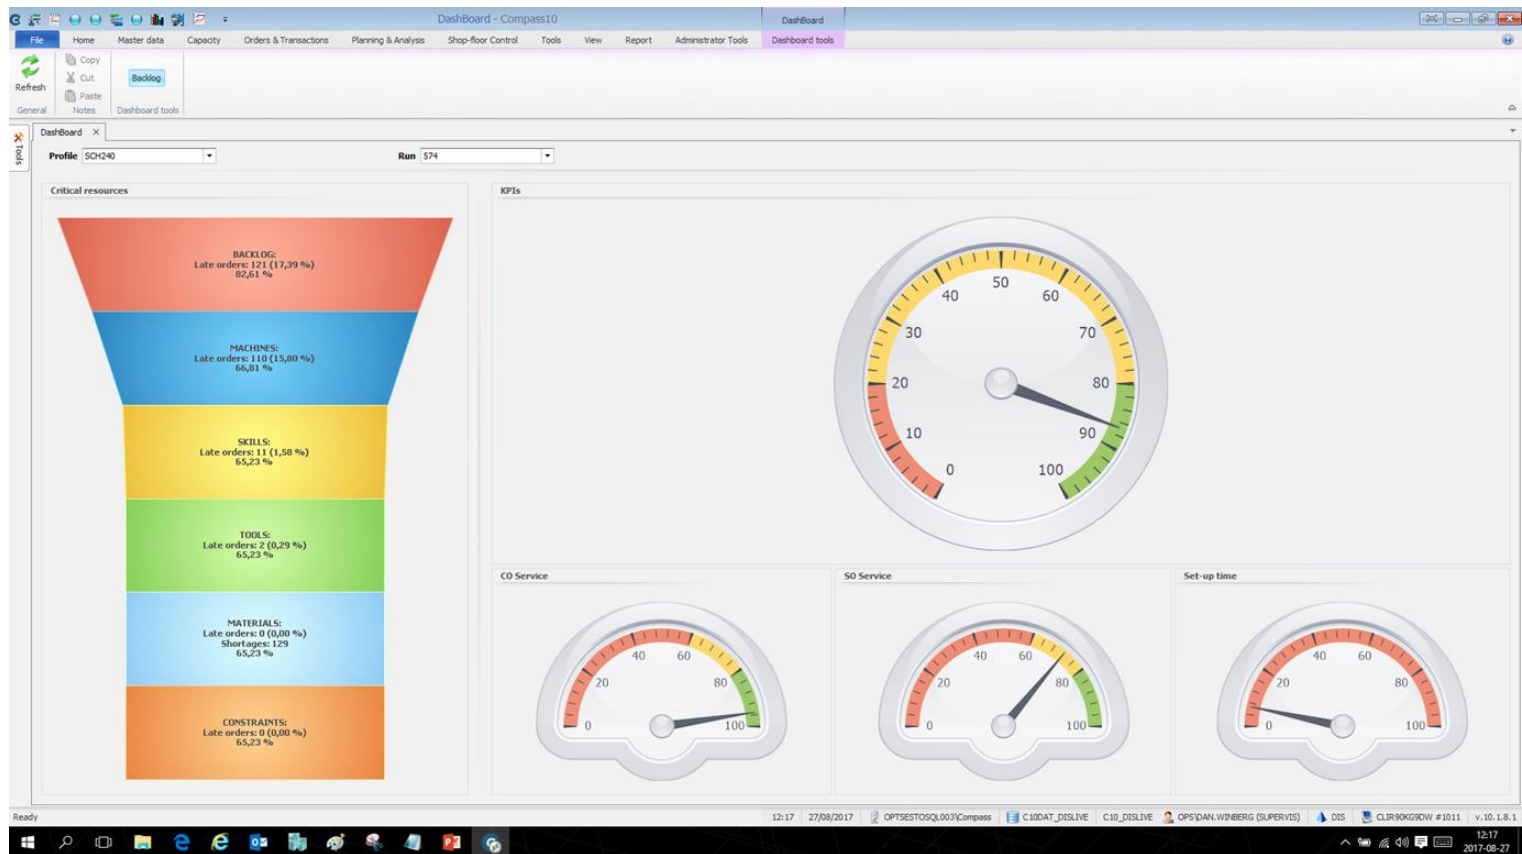 DashBoard - Compass10
DashBoard
File Home Master data Capacity Orders & Transactions Planning & Analysis Shop-floor Control Tools View Report Administrator Tools Dashboard tools
Refresh
Copy
Cut
Paste
Backlog
General Notes Dashboard tools
Tools
DashBoard
Profile SCH240 Run 574
Critical resources
BACKLOG:
Late orders: 121 (17,39 %)
82,61 %
MACHINES:
Late orders: 110 (15,80 %)
66,81 %
SKILLS:
Late orders: 11 (1,58 %)
65,23 %
TOOLS:
Late orders: 2 (0,29 %)
65,23 %
MATERIALS:
Late orders: 0 (0,00 %)
Shortages: 129
65,23 %
CONSTRAINTS:
Late orders: 0 (0,00 %)
65,23 %
KPIs
0 10 20 30 40 50 60 70 80 90 100
CO Service
0 20 40 60 80 100
SO Service
0 20 40 60 80 100
Set-up time
0 20 40 60 80 100
Ready 12:17 27/08/2017 OPTSESTOSQL003\Compass C10DAT_DISLIVE C10_DISLIVE OPS\DAN.WINBERG (SUPERVIS) DIS CLIR90KG9DW #1011 v.10.1.8.1
12:17
2017-08-27